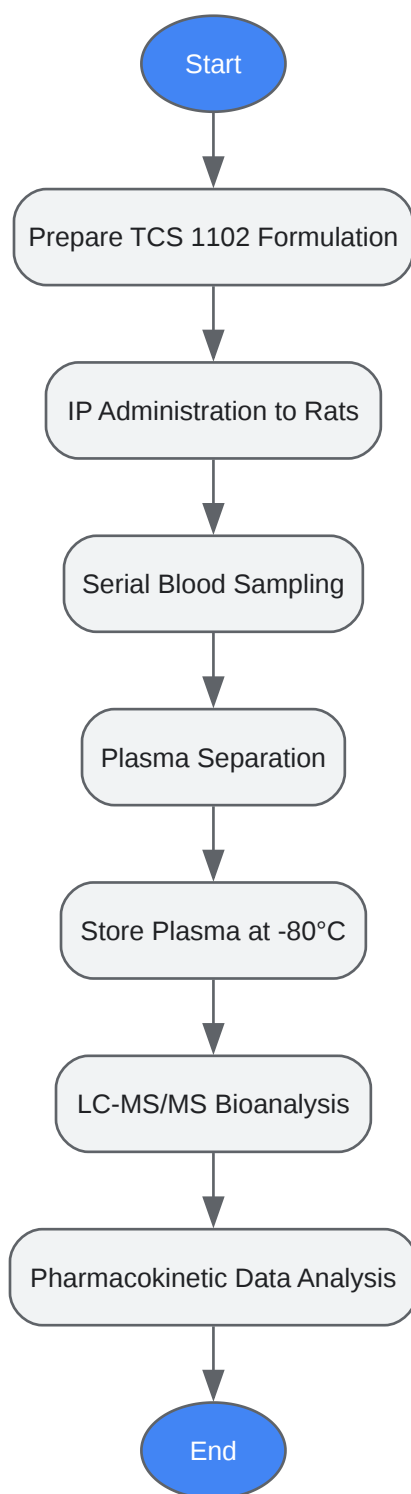 Start
Prepare TCS 1102 Formulation
IP Administration to Rats
Serial Blood Sampling
Plasma Separation
Store Plasma at -80°C
LC-MS/MS Bioanalysis
Pharmacokinetic Data Analysis
End